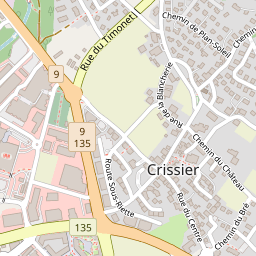 Chemin de Plan-Soleil
Rue du Timonet
9
Rue de la Blancherie
9
135
Route Sous-Riette
Crissier
Chemin du Château
Rue du Centre
Chemin du Bré
135